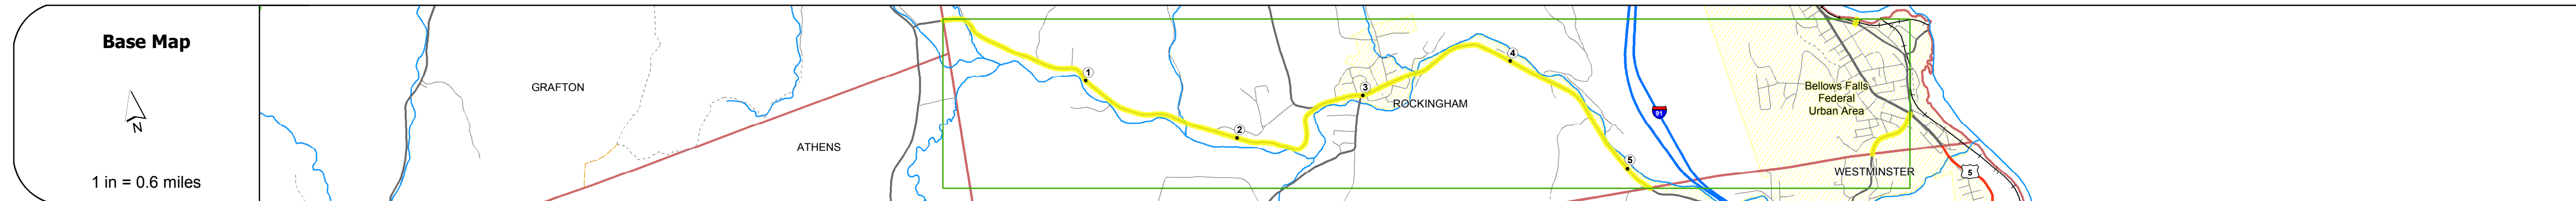 Base Map
N
1 in = 0.6 miles
GRAFTON
ATHENS
1
2
3
ROCKINGHAM
4
5
91
Bellows Falls
Federal
Urban Area
WESTMINSTER
5